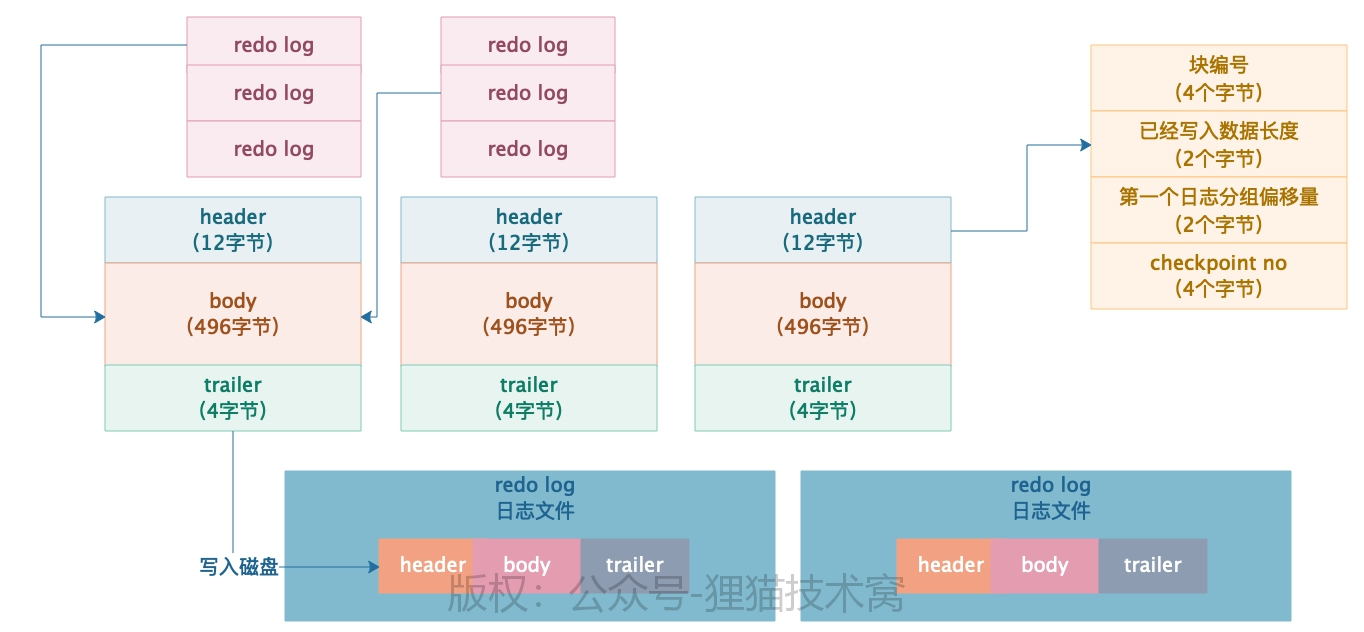 redo log
redo log
redo log
redo log
redo log
redo log
块编号
(4个字节)
已经写入数据长度
(2个字节)
第一个日志分组偏移量
(2个字节)
checkpoint no
(4个字节)
header
(12字节)
body
(496字节)
trailer
(4字节)
header
(12字节)
body
(496字节)
trailer
(4字节)
header
(12字节)
body
(496字节)
trailer
(4字节)
写入磁盘
redo log
日志文件
header
body
trailer
redo log
日志文件
header
body
trailer
版权：公众号-狸猫技术窝